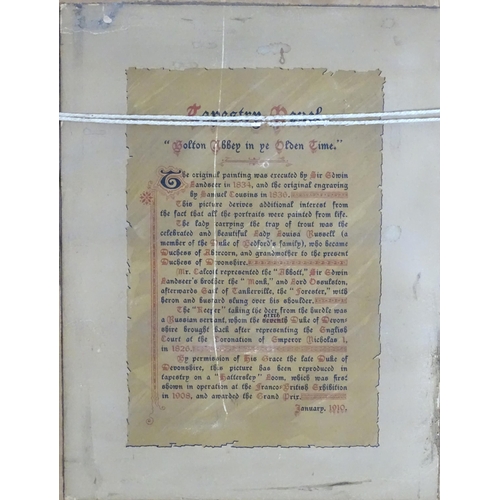 Tapestry Panel
"Bolton Abbey in ye Olden Time."
The original painting was executed by Sir Edwin
Landseer in 1834, and the original engraving
by Samuel Cousins in 1836.
This picture derives additional interest from
the fact that all the portraits were painted from life.
The lady carrying the tray of trout was the
celebrated and beautiful Lady Louisa Russell (a
member of the Duke of Bedford's family), who became
Duchess of Abercorn, and grandmother to the present
Duchess of Devonshire.
Mr. Calcott represented the "Abbott," Sir Edwin
Landseer's brother the "Monk," and Lord Ossulston,
afterwards Earl of Tankerville, the "Forester," with
heron and bustard slung over his shoulder.
The "Keeper" taking the deer from the hurdle was
a Russian servant, whom the seventh Duke of Devon-
shire brought back after representing the English
Court at the Coronation of Emperor Nicholas I,
in 1826.
By permission of His Grace the late Duke of
Devonshire, this picture has been reproduced in
tapestry on a "Hattersley" Loom, which was first
shown in operation at the Franco-British Exhibition
in 1908, and awarded the Grand Prix.
January, 1910.